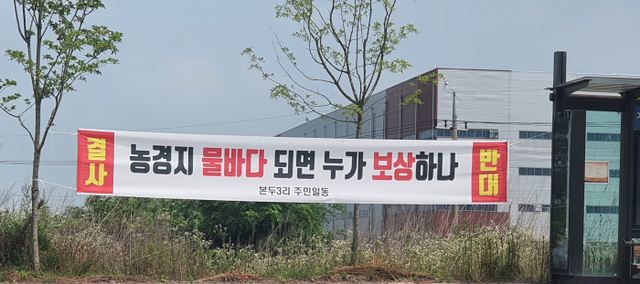 결사
농경지 물바다 되면 누가 보상하나
반대
본두3리 주민일동